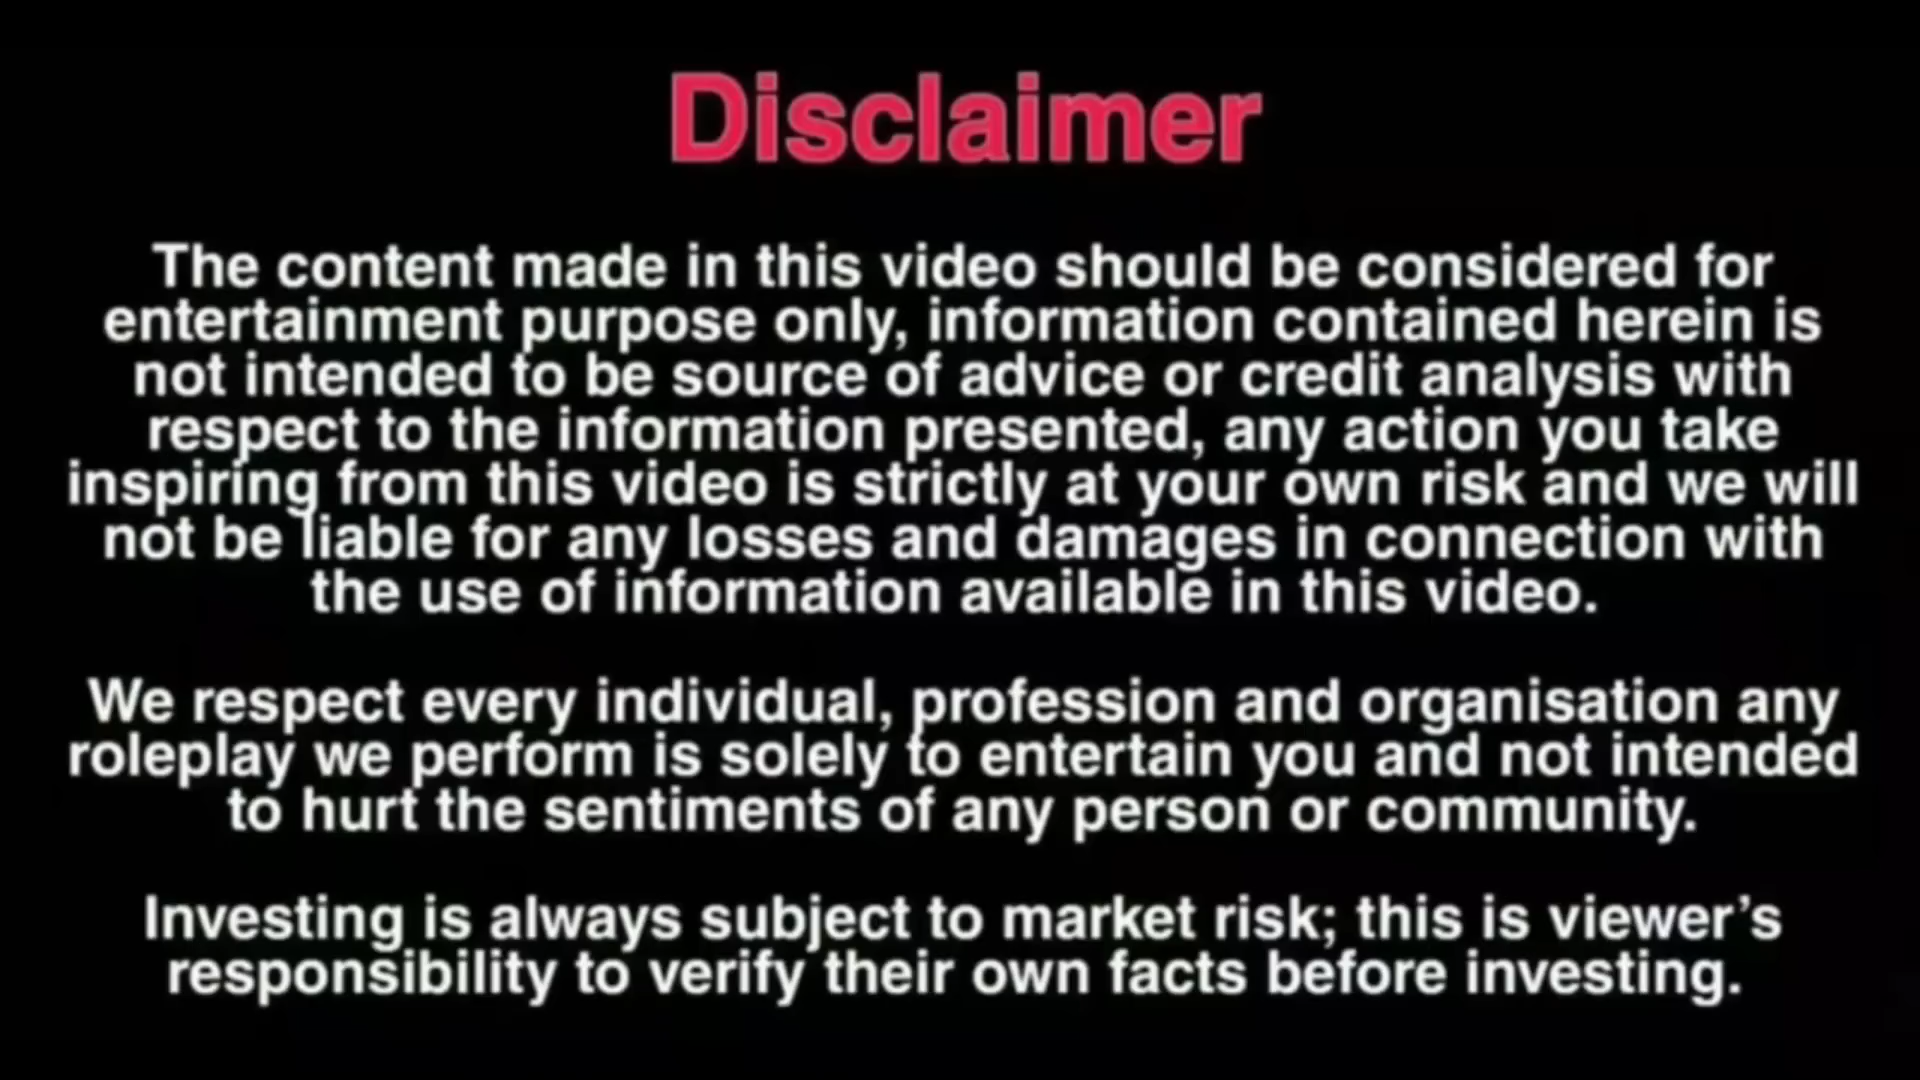 Disclaimer
The content made in this video should be considered for
entertainment purpose only, information contained herein is
not intended to be source of advice or credit analysis with
respect to the information presented, any action you take
inspiring from this video is strictly at your own risk and we will
not be liable for any losses and damages in connection with
the use of information available in this video.
We respect every individual, profession and organisation any
roleplay we perform is solely to entertain you and not intended
to hurt the sentiments of any person or community.
Investing is always subject to market risk; this is viewer’s
responsibility to verify their own facts before investing.